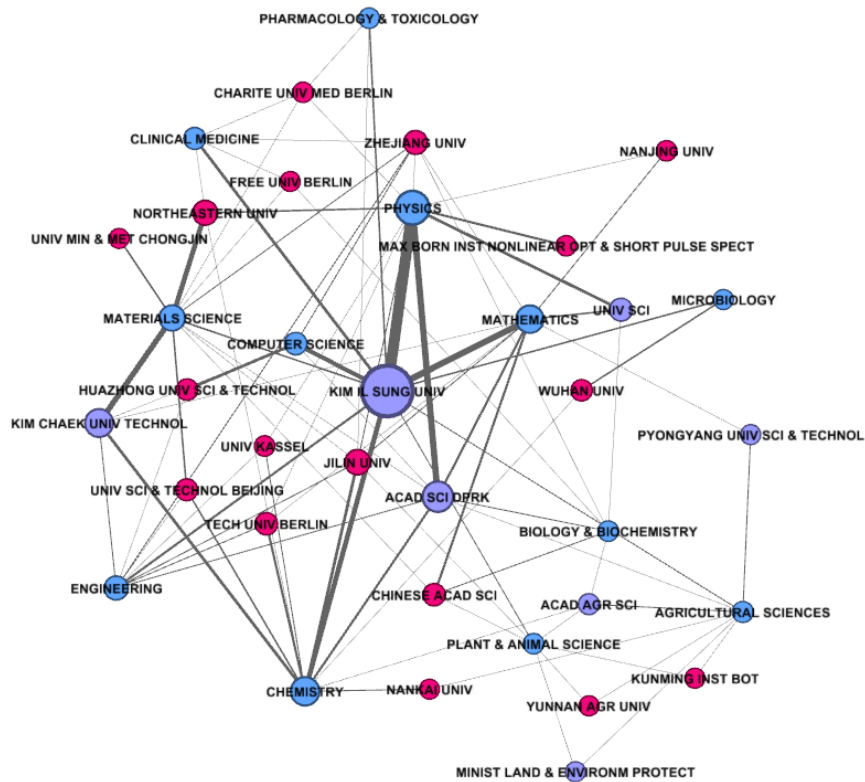 PHARMACOLOGY & TOXICOLOGY
CHARITE UNIV MED BERLIN
CLINICAL MEDICINE
ZHEJIANG UNIV
NANJING UNIV
FREE UNIV BERLIN
PHYSICS
NORTHEASTERN UNIV
UNIV MIN & MET CHONGJIN
MAX BORN INST NONLINEAR OPT & SHORT PULSE SPECT
MICROBIOLOGY
UNIV SCI
MATERIALS SCIENCE
MATHEMATICS
COMPUTER SCIENCE
HUAZHONG UNIV SCI & TECHNOL
KIM IL SUNG UNIV
WUHAN UNIV
KIM CHAEK UNIV TECHNOL
PYONGYANG UNIV SCI & TECHNOL
UNIV KASSEL
JILIN UNIV
UNIV SCI & TECHNOL BEIJING
ACAD SCI DPRK
TECH UNIV BERLIN
BIOLOGY & BIOCHEMISTRY
ENGINEERING
CHINESE ACAD SCI
ACAD AGR SCI
AGRICULTURAL SCIENCES
PLANT & ANIMAL SCIENCE
KUNMING INST BOT
CHEMISTRY
NANKAI UNIV
YUNNAN AGR UNIV
MINIST LAND & ENVIRONM PROTECT